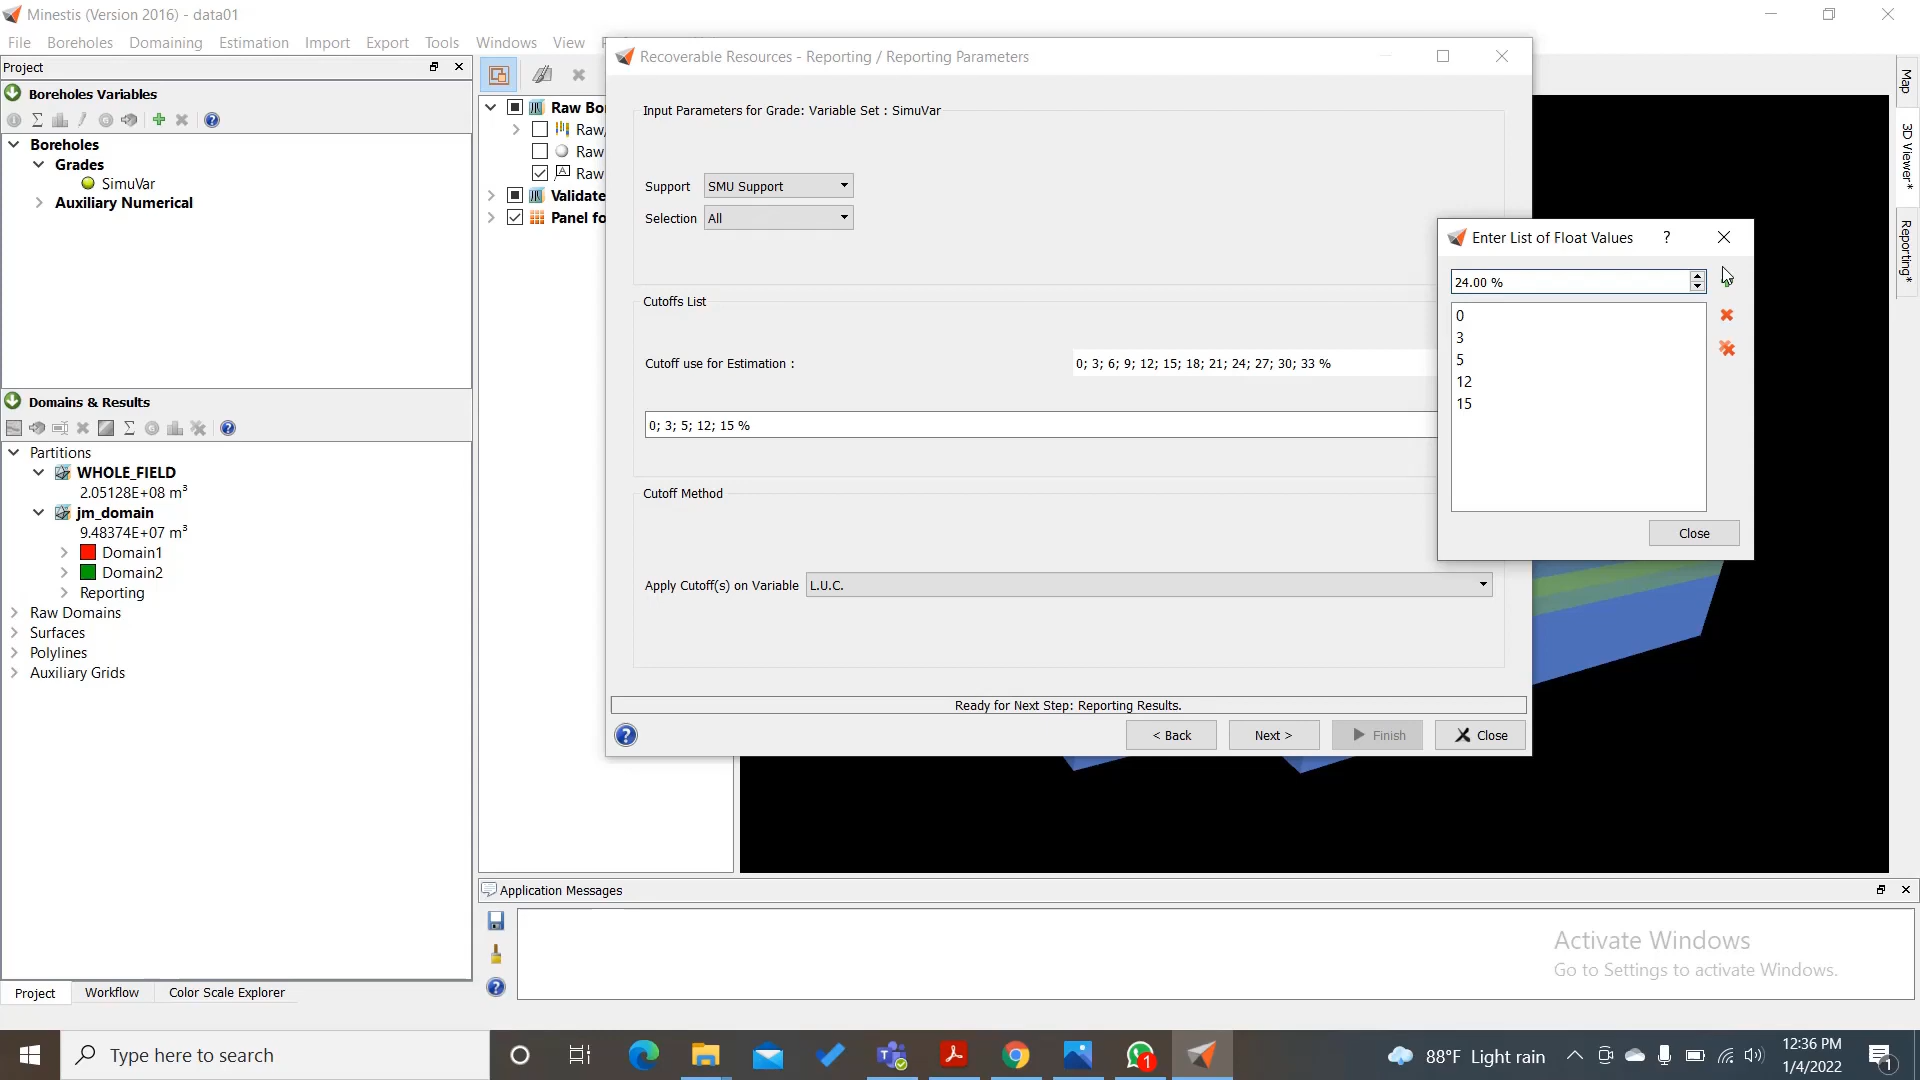 Minestis (Version 2016) - data01
File Boreholes Domaining Estimation Import Export Tools Windows View
Project
Boreholes Variables
Boreholes
Grades
SimuVar
Auxiliary Numerical
Domains & Results
Partitions
WHOLE_FIELD
2.05128E+08 m³
jm_domain
9.48374E+07 m³
Domain1
Domain2
Reporting
Raw Domains
Surfaces
Polylines
Auxiliary Grids
Project Workflow Color Scale Explorer
Raw Bo
Raw
Raw
Raw
Validate
Panel fo
Recoverable Resources - Reporting / Reporting Parameters
Input Parameters for Grade: Variable Set : SimuVar
Support SMU Support
Selection All
Cutoffs List
Cutoff use for Estimation : 0; 3; 6; 9; 12; 15; 18; 21; 24; 27; 30; 33 %
0; 3; 5; 12; 15 %
Cutoff Method
Apply Cutoff(s) on Variable L.U.C.
Ready for Next Step: Reporting Results.
? < Back Next > Finish Close
Enter List of Float Values ?
24.00 %
0
3
5
12
15
Close
Map
3D Viewer*
Reporting*
Application Messages
Activate Windows
Go to Settings to activate Windows.
Type here to search
1
88°F Light rain
12:36 PM
1/4/2022
1